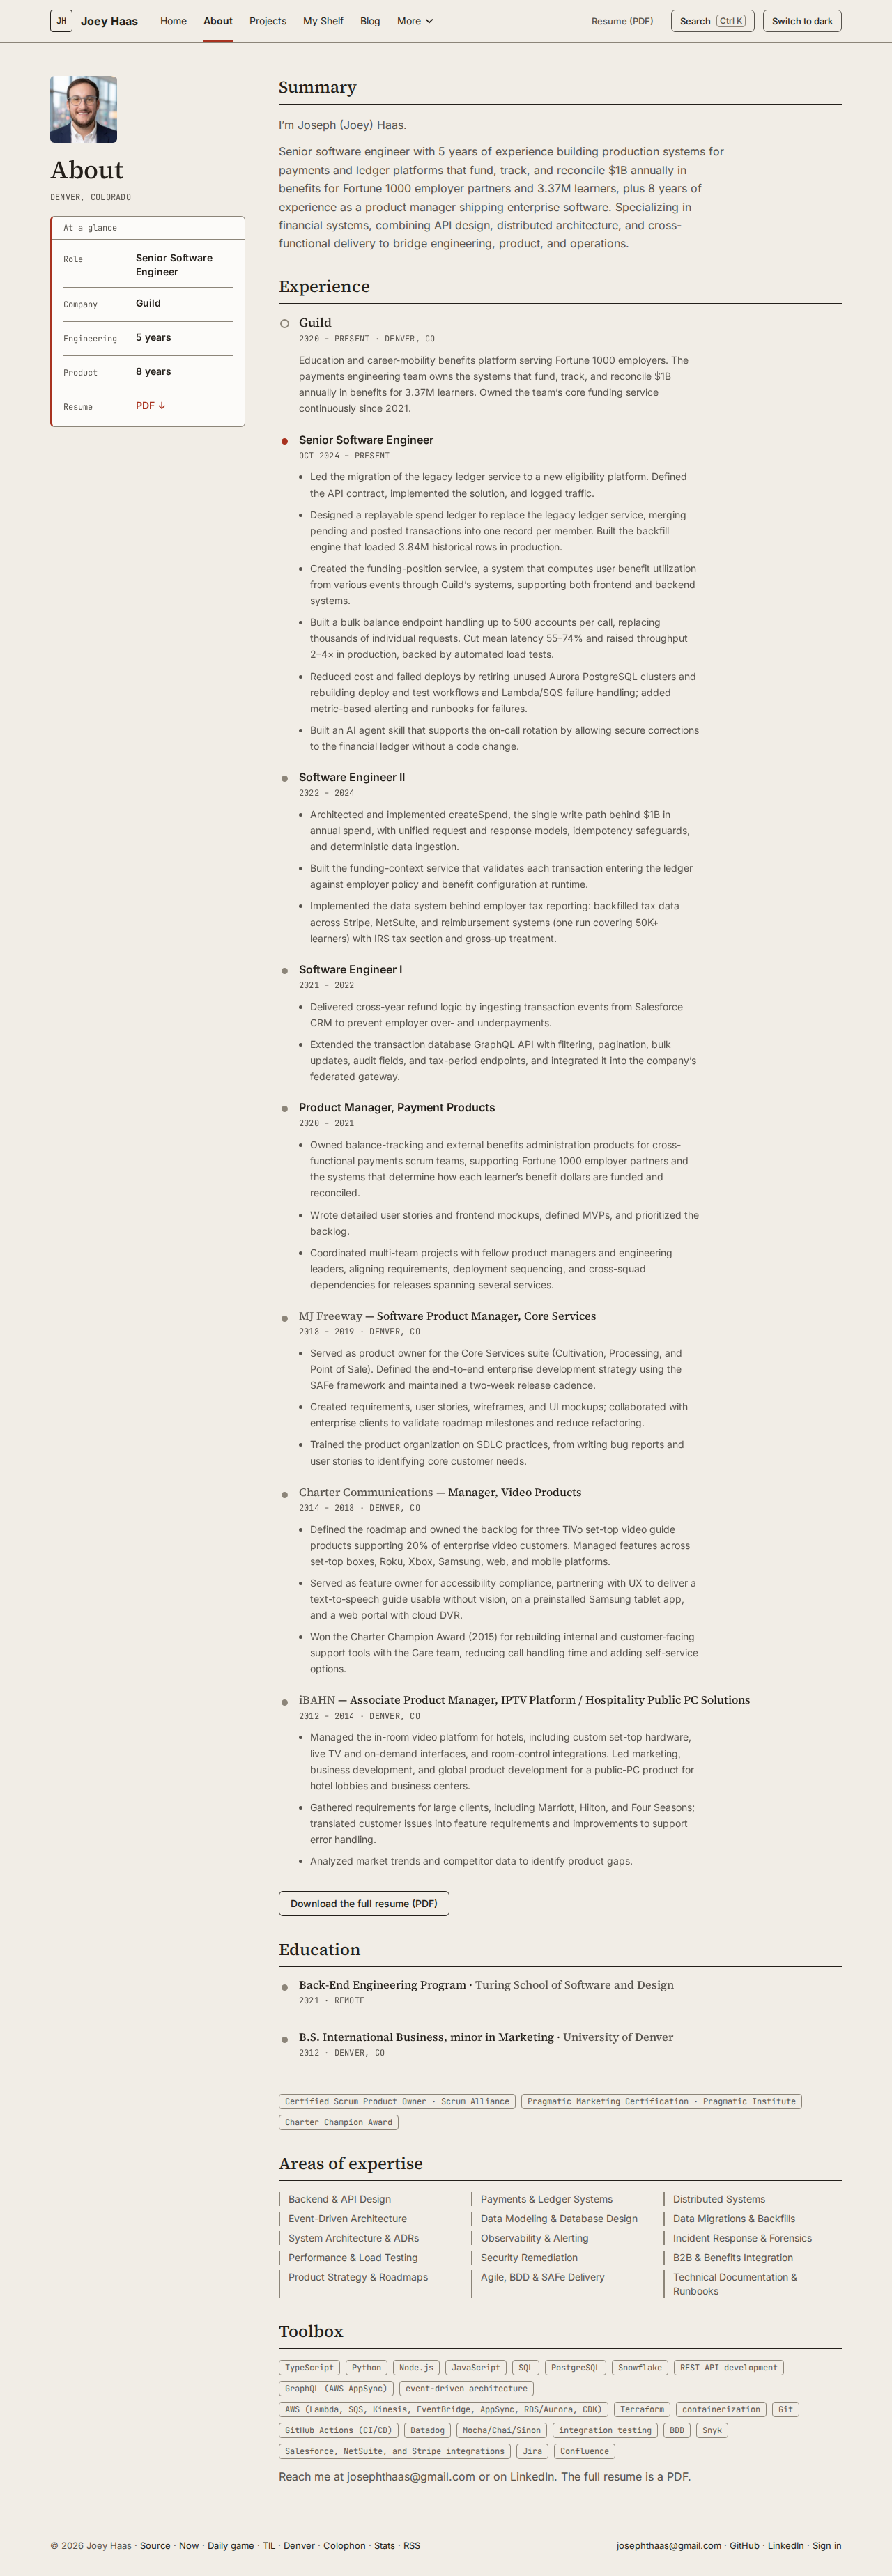 JH Joey Haas Home About Projects My Shelf Blog More Resume (PDF) Search Ctrl K Switch to dark
About
DENVER, COLORADO
At a glance
Role Senior Software
Engineer
Company Guild
Engineering 5 years
Product 8 years
Resume PDF ↓
Summary
I’m Joseph (Joey) Haas.
Senior software engineer with 5 years of experience building production systems for
payments and ledger platforms that fund, track, and reconcile $1B annually in
benefits for Fortune 1000 employer partners and 3.37M learners, plus 8 years of
experience as a product manager shipping enterprise software. Specializing in
financial systems, combining API design, distributed architecture, and cross-
functional delivery to bridge engineering, product, and operations.
Experience
Guild
2020 – PRESENT · DENVER, CO
Education and career-mobility benefits platform serving Fortune 1000 employers. The
payments engineering team owns the systems that fund, track, and reconcile $1B
annually in benefits for 3.37M learners. Owned the team’s core funding service
continuously since 2021.
Senior Software Engineer
OCT 2024 – PRESENT
• Led the migration of the legacy ledger service to a new eligibility platform. Defined
the API contract, implemented the solution, and logged traffic.
• Designed a replayable spend ledger to replace the legacy ledger service, merging
pending and posted transactions into one record per member. Built the backfill
engine that loaded 3.84M historical rows in production.
• Created the funding-position service, a system that computes user benefit utilization
from various events through Guild’s systems, supporting both frontend and backend
systems.
• Built a bulk balance endpoint handling up to 500 accounts per call, replacing
thousands of individual requests. Cut mean latency 55–74% and raised throughput
2–4× in production, backed by automated load tests.
• Reduced cost and failed deploys by retiring unused Aurora PostgreSQL clusters and
rebuilding deploy and test workflows and Lambda/SQS failure handling; added
metric-based alerting and runbooks for failures.
• Built an AI agent skill that supports the on-call rotation by allowing secure corrections
to the financial ledger without a code change.
Software Engineer II
2022 – 2024
• Architected and implemented createSpend, the single write path behind $1B in
annual spend, with unified request and response models, idempotency safeguards,
and deterministic data ingestion.
• Built the funding-context service that validates each transaction entering the ledger
against employer policy and benefit configuration at runtime.
• Implemented the data system behind employer tax reporting: backfilled tax data
across Stripe, NetSuite, and reimbursement systems (one run covering 50K+
learners) with IRS tax section and gross-up treatment.
Software Engineer I
2021 – 2022
• Delivered cross-year refund logic by ingesting transaction events from Salesforce
CRM to prevent employer over- and underpayments.
• Extended the transaction database GraphQL API with filtering, pagination, bulk
updates, audit fields, and tax-period endpoints, and integrated it into the company’s
federated gateway.
Product Manager, Payment Products
2020 – 2021
• Owned balance-tracking and external benefits administration products for cross-
functional payments scrum teams, supporting Fortune 1000 employer partners and
the systems that determine how each learner’s benefit dollars are funded and
reconciled.
• Wrote detailed user stories and frontend mockups, defined MVPs, and prioritized the
backlog.
• Coordinated multi-team projects with fellow product managers and engineering
leaders, aligning requirements, deployment sequencing, and cross-squad
dependencies for releases spanning several services.
MJ Freeway — Software Product Manager, Core Services
2018 – 2019 · DENVER, CO
• Served as product owner for the Core Services suite (Cultivation, Processing, and
Point of Sale). Defined the end-to-end enterprise development strategy using the
SAFe framework and maintained a two-week release cadence.
• Created requirements, user stories, wireframes, and UI mockups; collaborated with
enterprise clients to validate roadmap milestones and reduce refactoring.
• Trained the product organization on SDLC practices, from writing bug reports and
user stories to identifying core customer needs.
Charter Communications — Manager, Video Products
2014 – 2018 · DENVER, CO
• Defined the roadmap and owned the backlog for three TiVo set-top video guide
products supporting 20% of enterprise video customers. Managed features across
set-top boxes, Roku, Xbox, Samsung, web, and mobile platforms.
• Served as feature owner for accessibility compliance, partnering with UX to deliver a
text-to-speech guide usable without vision, on a preinstalled Samsung tablet app,
and a web portal with cloud DVR.
• Won the Charter Champion Award (2015) for rebuilding internal and customer-facing
support tools with the Care team, reducing call handling time and adding self-service
options.
iBAHN — Associate Product Manager, IPTV Platform / Hospitality Public PC Solutions
2012 – 2014 · DENVER, CO
• Managed the in-room video platform for hotels, including custom set-top hardware,
live TV and on-demand interfaces, and room-control integrations. Led marketing,
business development, and global product development for a public-PC product for
hotel lobbies and business centers.
• Gathered requirements for large clients, including Marriott, Hilton, and Four Seasons;
translated customer issues into feature requirements and improvements to support
error handling.
• Analyzed market trends and competitor data to identify product gaps.
Download the full resume (PDF)
Education
Back-End Engineering Program · Turing School of Software and Design
2021 · REMOTE
B.S. International Business, minor in Marketing · University of Denver
2012 · DENVER, CO
Certified Scrum Product Owner · Scrum Alliance Pragmatic Marketing Certification · Pragmatic Institute
Charter Champion Award
Areas of expertise
Backend & API Design Payments & Ledger Systems Distributed Systems
Event-Driven Architecture Data Modeling & Database Design Data Migrations & Backfills
System Architecture & ADRs Observability & Alerting Incident Response & Forensics
Performance & Load Testing Security Remediation B2B & Benefits Integration
Product Strategy & Roadmaps Agile, BDD & SAFe Delivery Technical Documentation &
Runbooks
Toolbox
TypeScript Python Node.js JavaScript SQL PostgreSQL Snowflake REST API development
GraphQL (AWS AppSync) event-driven architecture
AWS (Lambda, SQS, Kinesis, EventBridge, AppSync, RDS/Aurora, CDK) Terraform containerization Git
GitHub Actions (CI/CD) Datadog Mocha/Chai/Sinon integration testing BDD Snyk
Salesforce, NetSuite, and Stripe integrations Jira Confluence
Reach me at josephthaas@gmail.com or on LinkedIn. The full resume is a PDF.
© 2026 Joey Haas · Source · Now · Daily game · TIL · Denver · Colophon · Stats · RSS josephthaas@gmail.com · GitHub · LinkedIn · Sign in